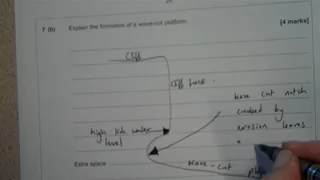 7 (b) Explain the formation of a wave-cut platform.
[4 marks]
Cliff
Cliff face.
wave cut notch
created by
erosion leaves
a
high tide water
level
Extra space
wave-cut